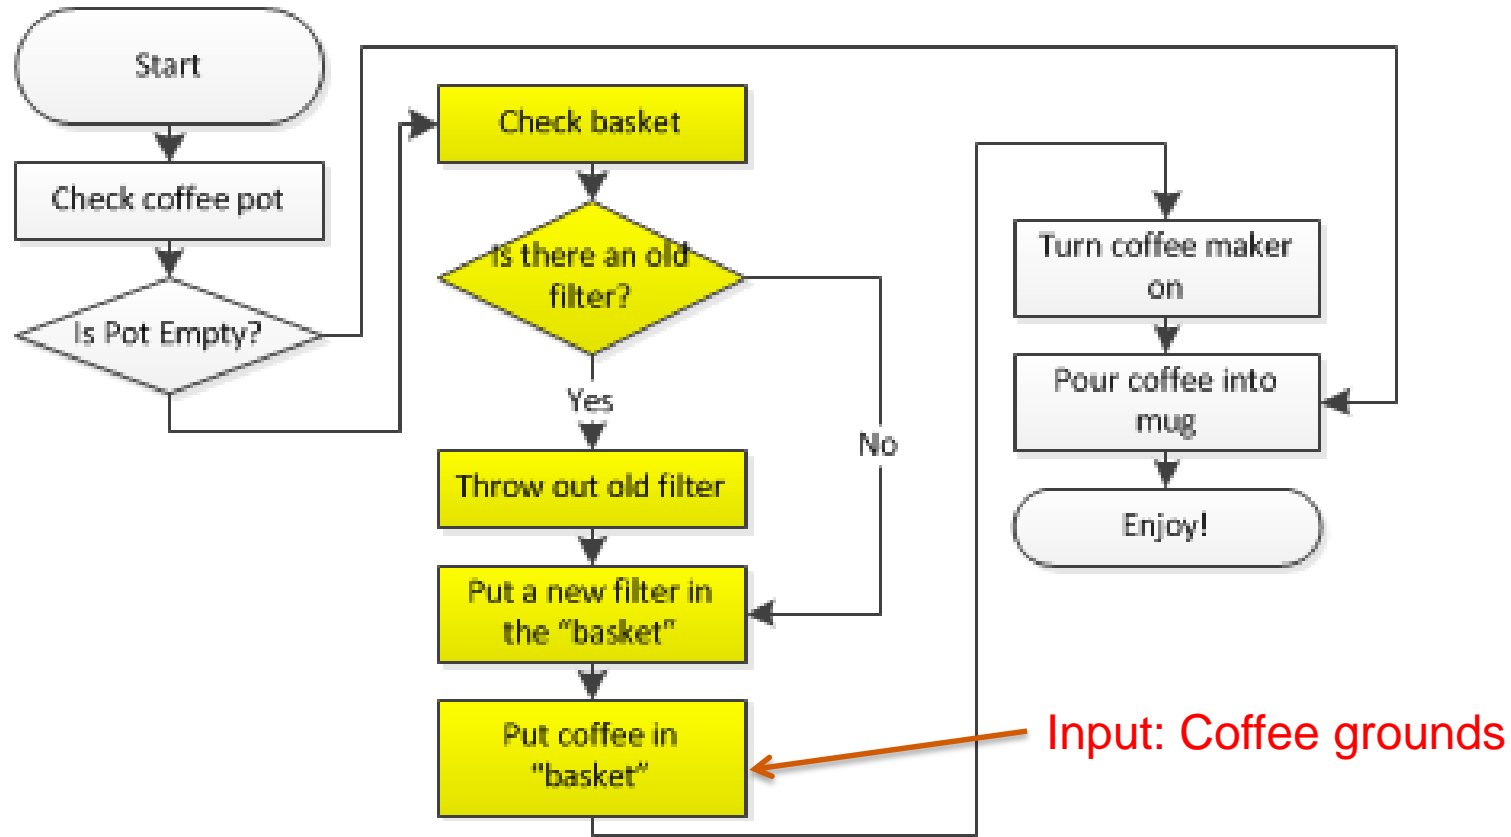 Start
Check coffee pot
Is Pot Empty?
Check basket
Is there an old
filter?
Yes
No
Throw out old filter
Put a new filter in
the “basket”
Put coffee in
“basket”
Turn coffee maker
on
Pour coffee into
mug
Enjoy!
Input: Coffee grounds